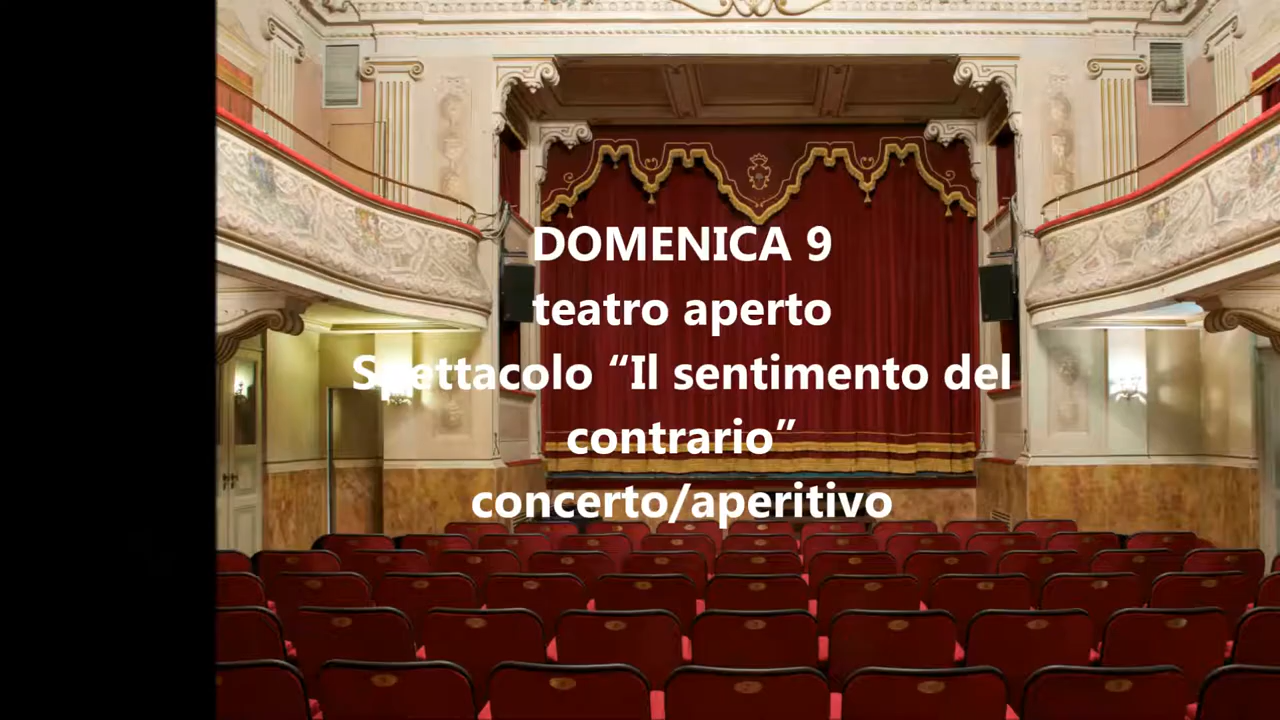 DOMENICA 9
teatro aperto
Spettacolo “Il sentimento del
contrario”
concerto/aperitivo